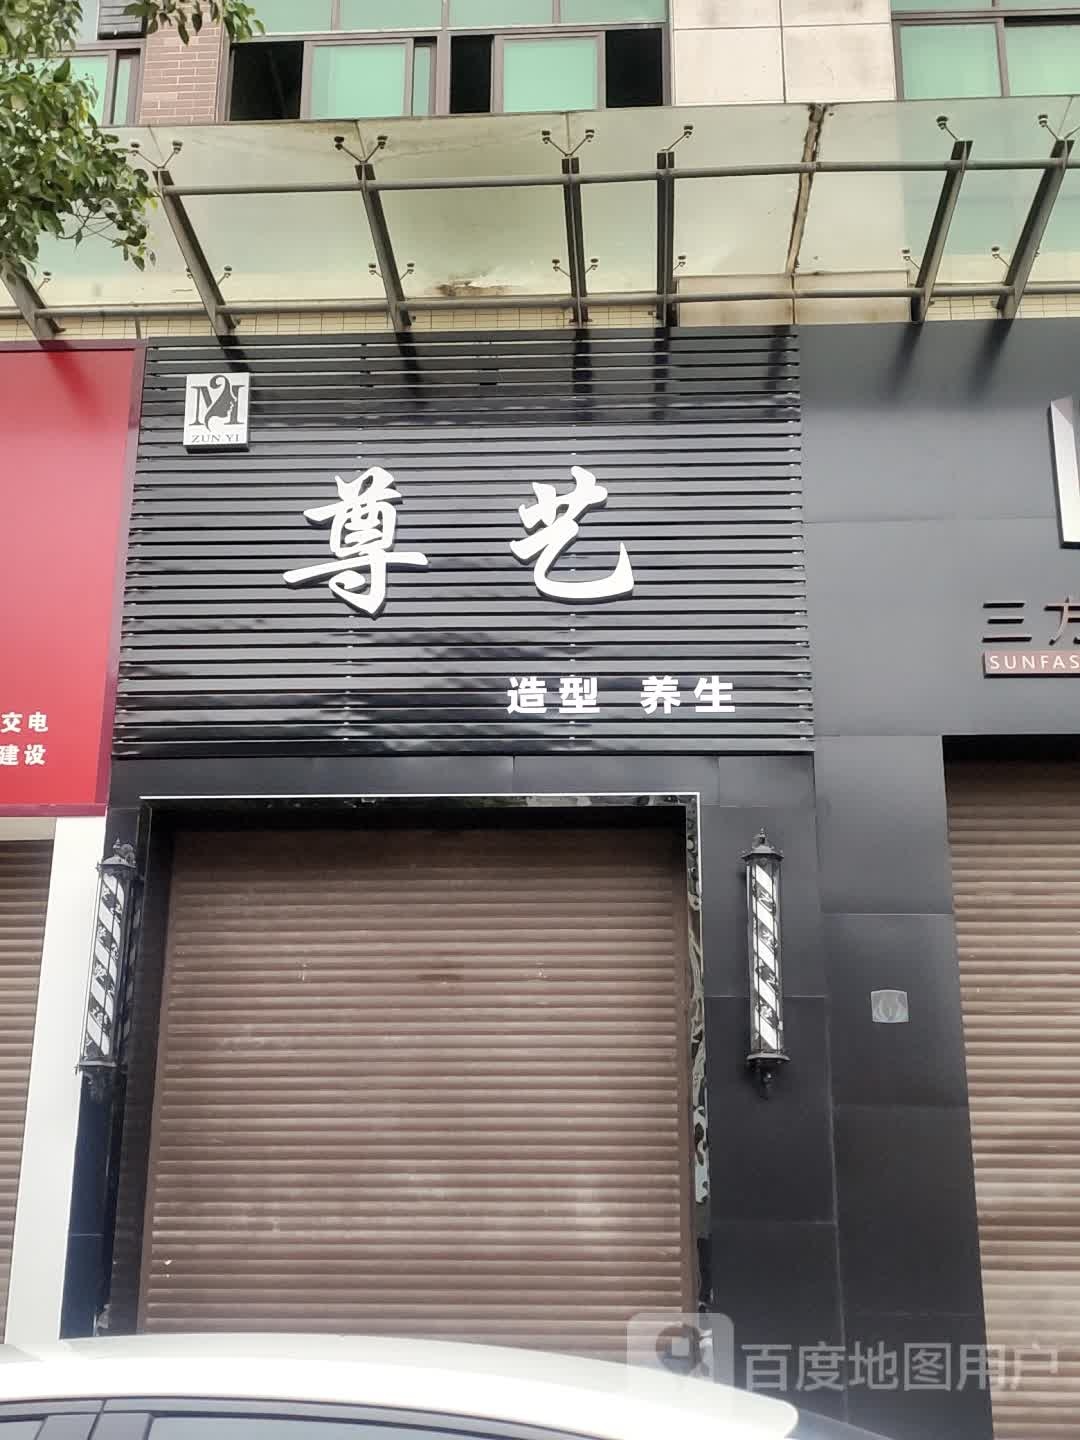 ZUN YI
尊艺
造型 养生
交电
建设
三方
SUNFAS
百度地图用户